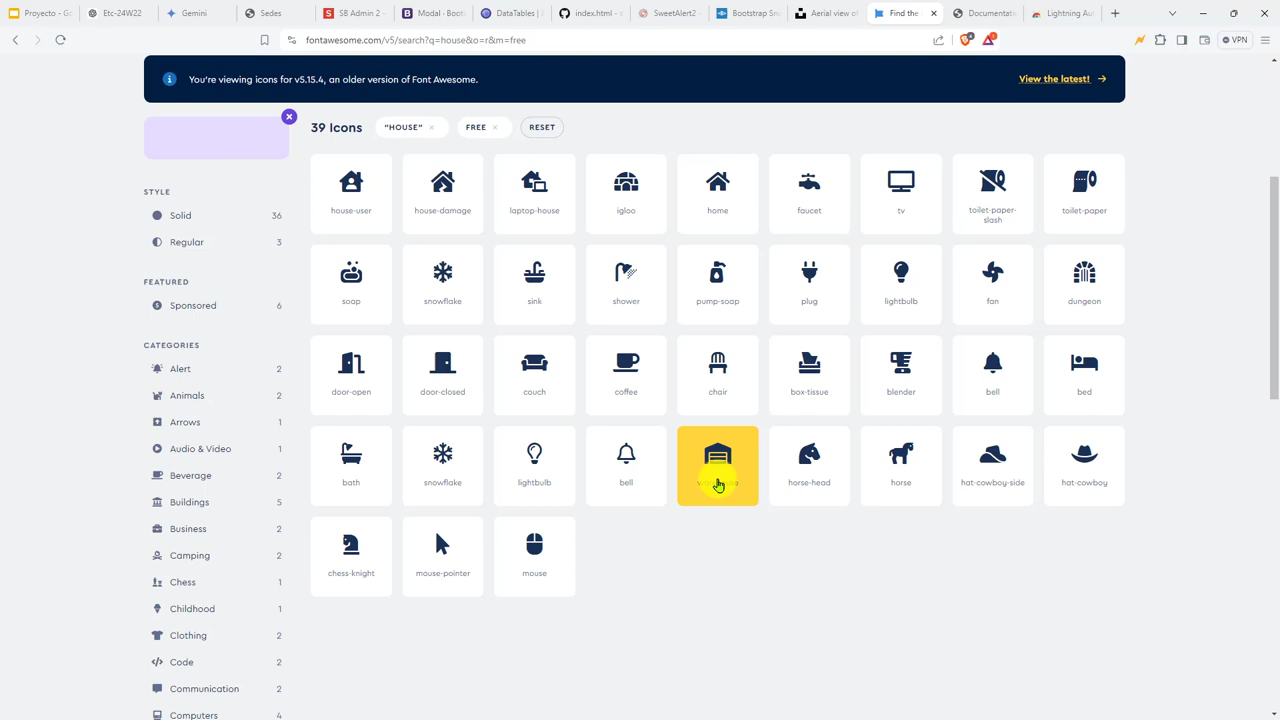 Proyecto - G
Etc-24W22
Gemini
Sedes
SB Admin 2 -
Modal · Boots
DataTables |
index.html -
SweetAlert2 -
Bootstrap Sn
Aerial view of
Find the
Documentati
Lightning Aut
fontawesome.com/v5/search?q=house&o=r&m=free
VPN
You're viewing icons for v5.15.4, an older version of Font Awesome.
View the latest!
39 Icons
"HOUSE"
FREE
RESET
STYLE
Solid 36
Regular 3
FEATURED
Sponsored 6
CATEGORIES
Alert 2
Animals 2
Arrows 1
Audio & Video 1
Beverage 2
Buildings 5
Business 2
Camping 2
Chess 1
Childhood 1
Clothing 2
Code 2
Communication 2
Computers 4
house-user
house-damage
laptop-house
igloo
home
faucet
tv
toilet-paper-
slash
toilet-paper
soap
snowflake
sink
shower
pump-soap
plug
lightbulb
fan
dungeon
door-open
door-closed
couch
coffee
chair
box-tissue
blender
bell
bed
bath
snowflake
lightbulb
bell
horse-head
horse
hat-cowboy-side
hat-cowboy
chess-knight
mouse-pointer
mouse